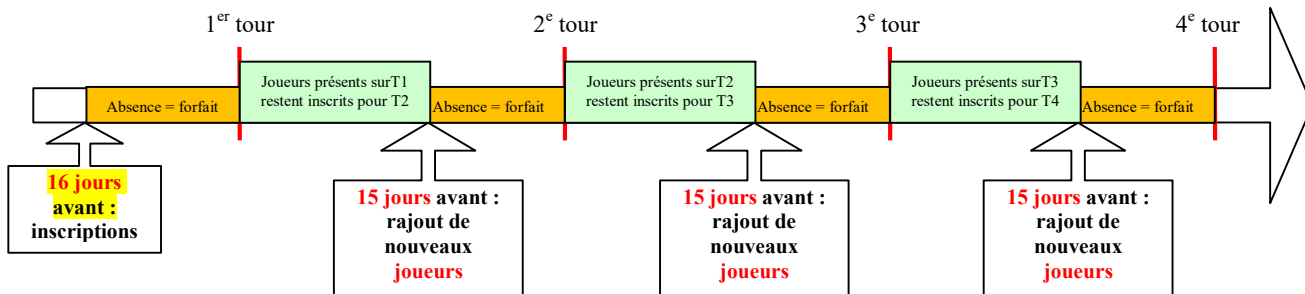 1er tour
2e tour
3e tour
4e tour
Joueurs présents surT1
restent inscrits pour T2
Joueurs présents surT2
restent inscrits pour T3
Joueurs présents surT3
restent inscrits pour T4
Absence = forfait
Absence = forfait
Absence = forfait
Absence = forfait
16 jours
avant :
inscriptions
15 jours avant :
rajout de
nouveaux
joueurs
15 jours avant :
rajout de
nouveaux
joueurs
15 jours avant :
rajout de
nouveaux
joueurs